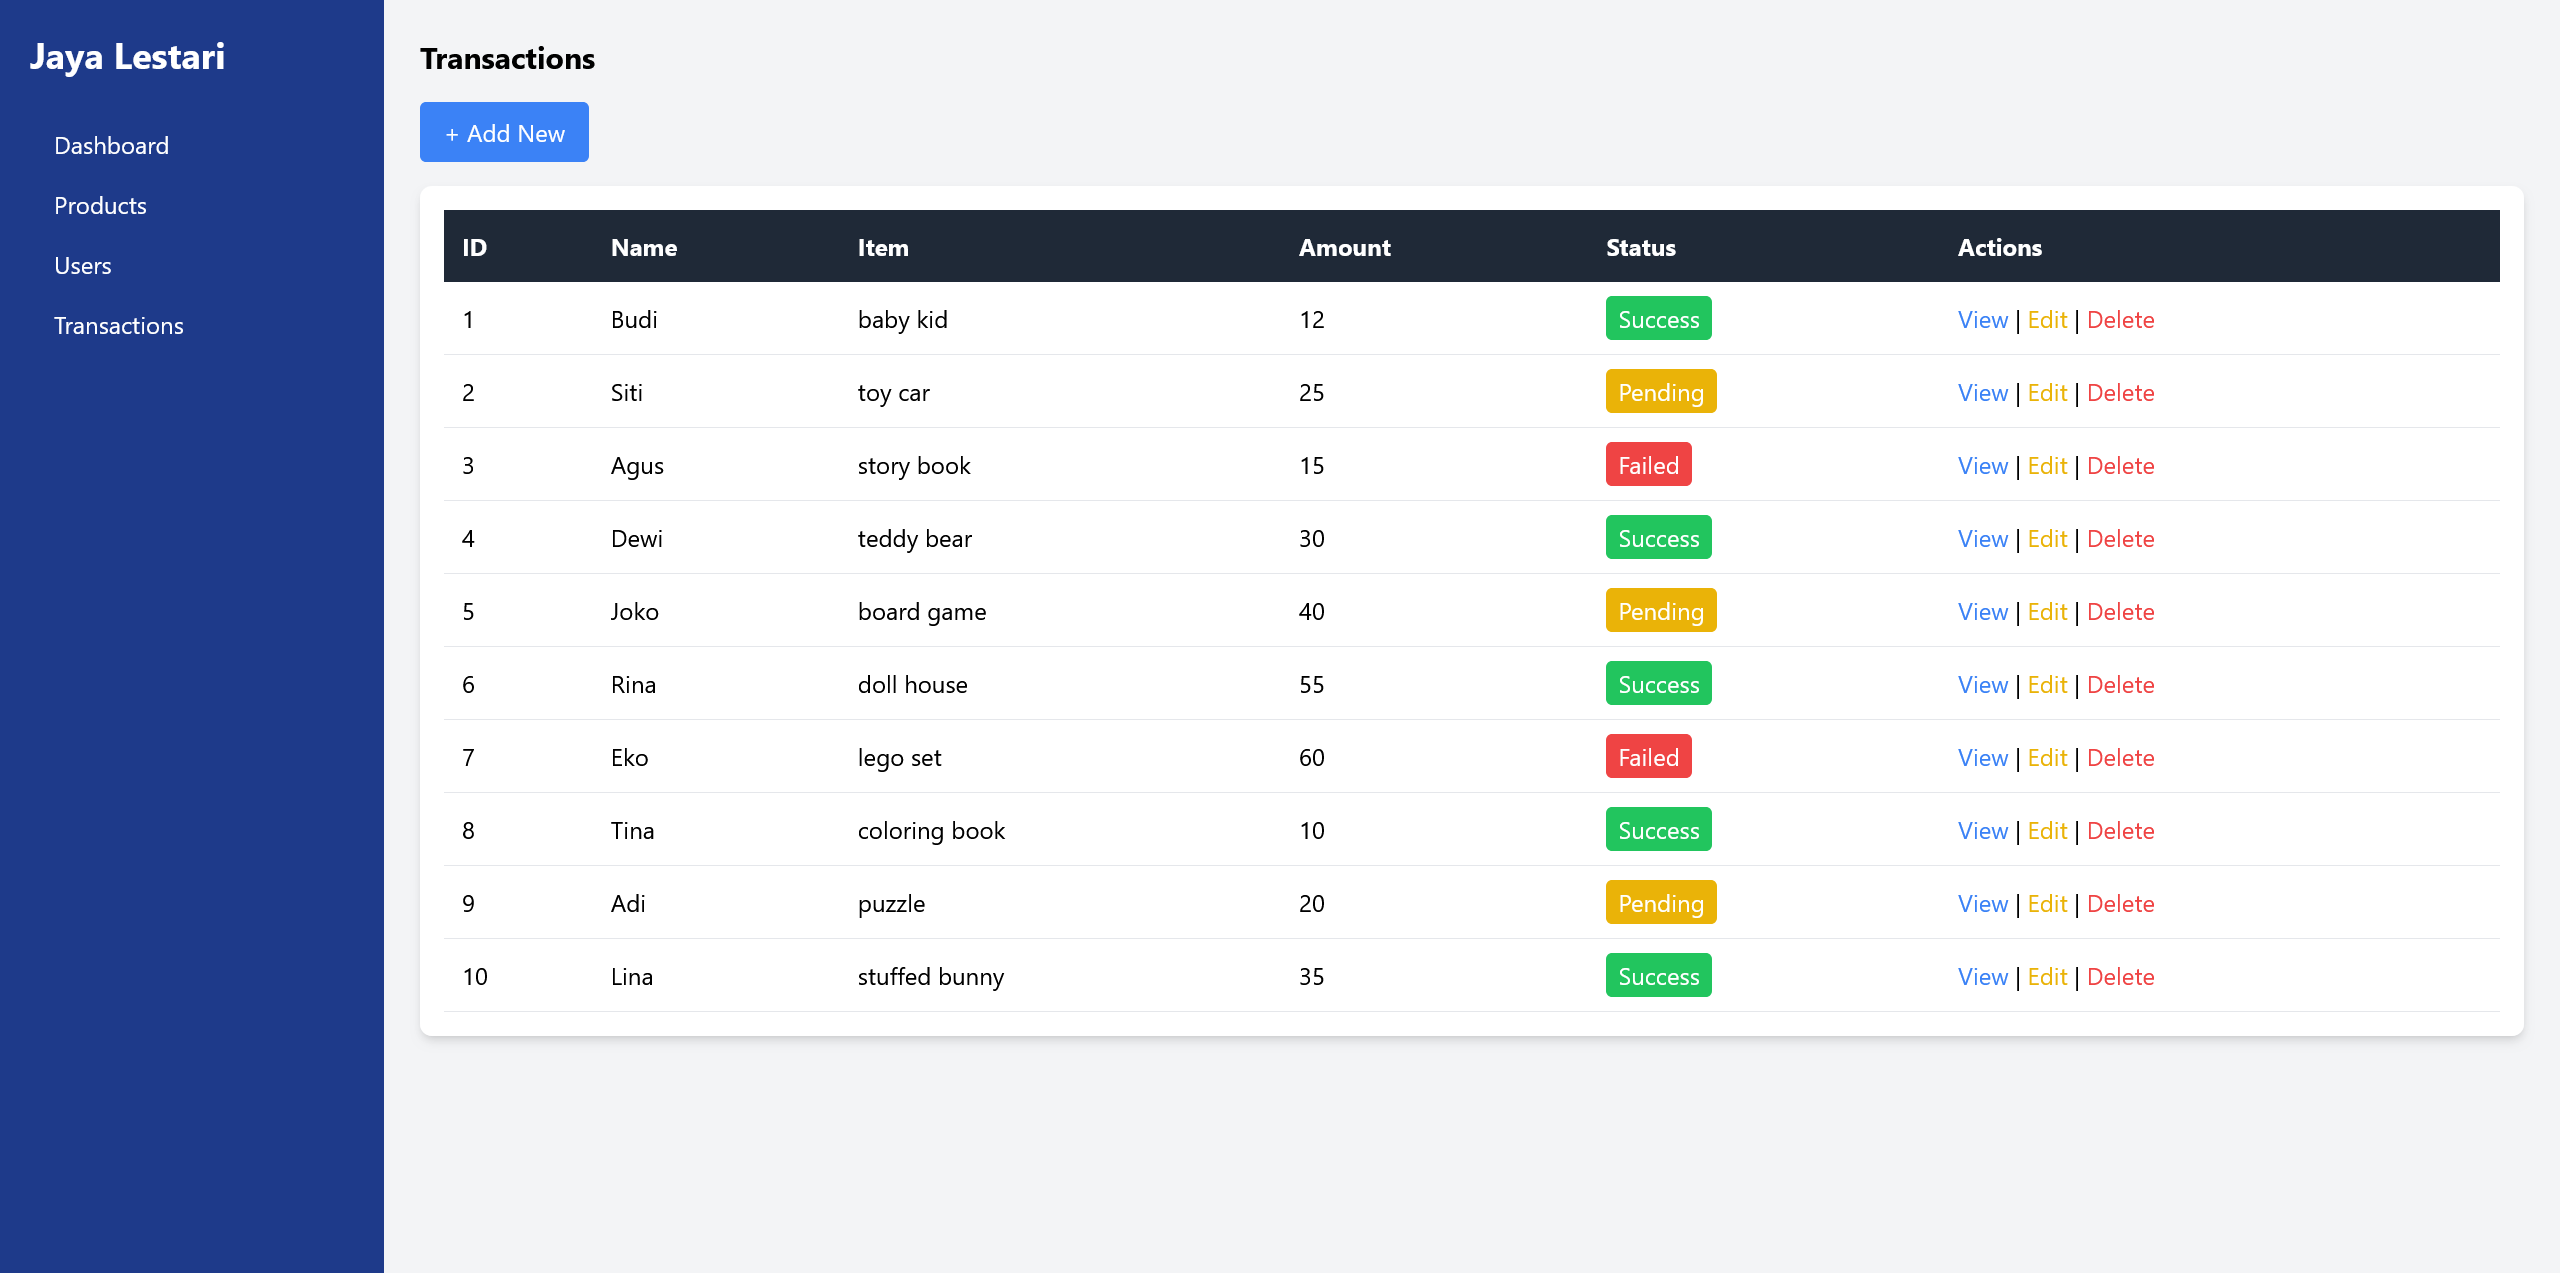 Jaya Lestari
Dashboard
Products
Users
Transactions
Transactions
+ Add New
ID Name Item Amount Status Actions
1 Budi baby kid 12 Success View | Edit | Delete
2 Siti toy car 25 Pending View | Edit | Delete
3 Agus story book 15 Failed View | Edit | Delete
4 Dewi teddy bear 30 Success View | Edit | Delete
5 Joko board game 40 Pending View | Edit | Delete
6 Rina doll house 55 Success View | Edit | Delete
7 Eko lego set 60 Failed View | Edit | Delete
8 Tina coloring book 10 Success View | Edit | Delete
9 Adi puzzle 20 Pending View | Edit | Delete
10 Lina stuffed bunny 35 Success View | Edit | Delete